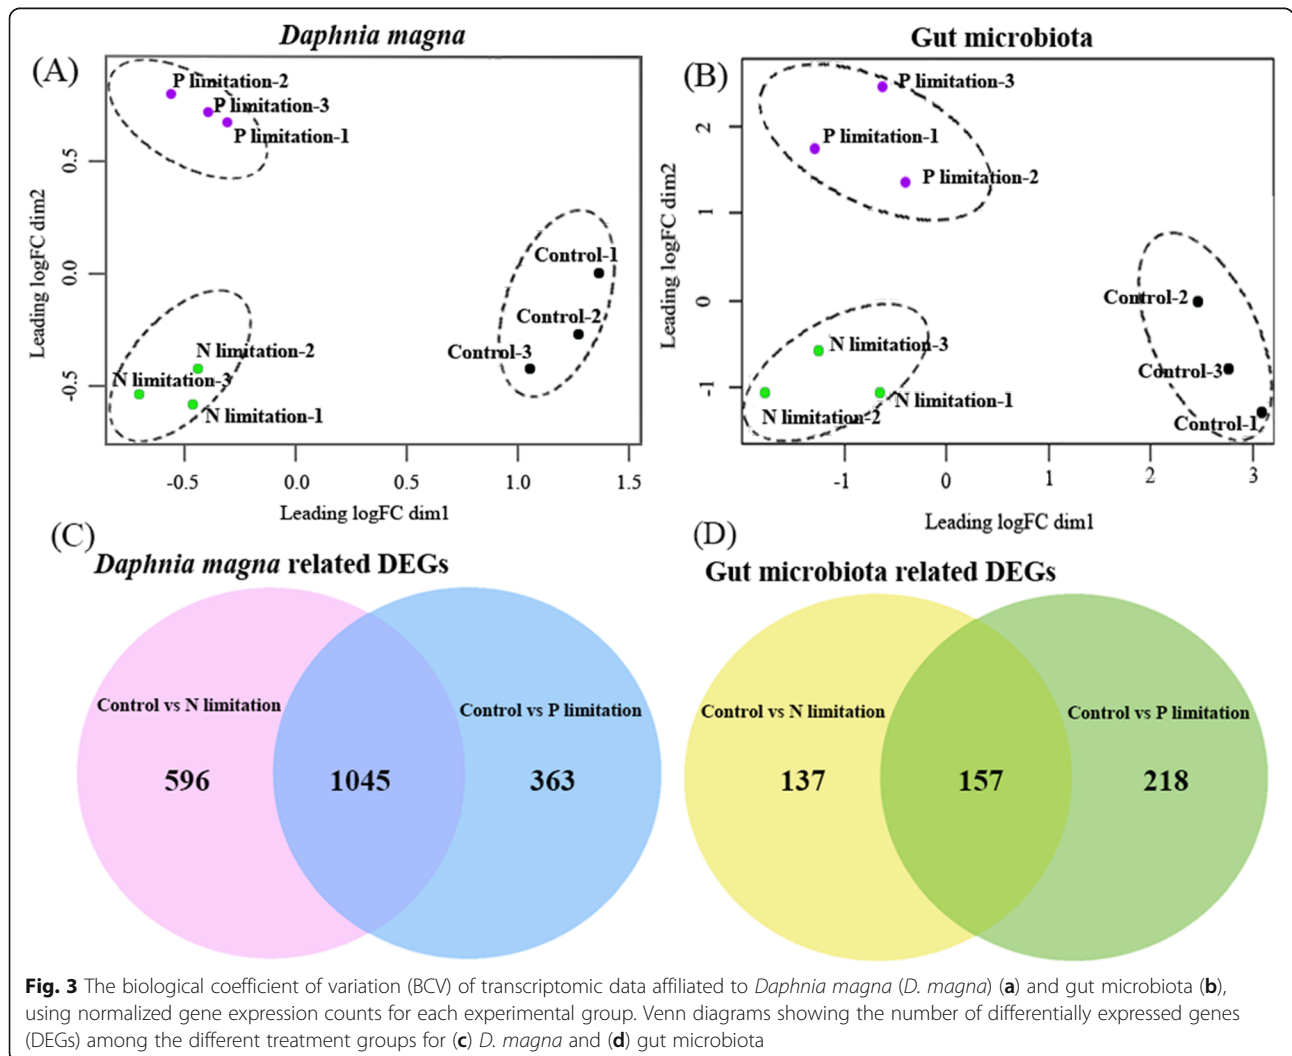 Daphnia magna
Gut microbiota
(A)
P limitation-2
P limitation-3
P limitation-1
Control-1
Control-2
Control-3
N limitation-2
N limitation-3
N limitation-1
0.5
0.0
-0.5
Leading logFC dim2
-0.5 0.0 0.5 1.0 1.5
Leading logFC dim1
(B)
P limitation-3
P limitation-1
P limitation-2
Control-2
N limitation-3
Control-3
N limitation-1
N limitation-2
Control-1
2
1
0
-1
Leading logFC dim2
-1 0 1 2 3
Leading logFC dim1
(C)
Daphnia magna related DEGs
Control vs N limitation
Control vs P limitation
596 1045 363
(D)
Gut microbiota related DEGs
Control vs N limitation
Control vs P limitation
137 157 218
Fig. 3 The biological coefficient of variation (BCV) of transcriptomic data affiliated to Daphnia magna (D. magna) (a) and gut microbiota (b),
using normalized gene expression counts for each experimental group. Venn diagrams showing the number of differentially expressed genes
(DEGs) among the different treatment groups for (c) D. magna and (d) gut microbiota